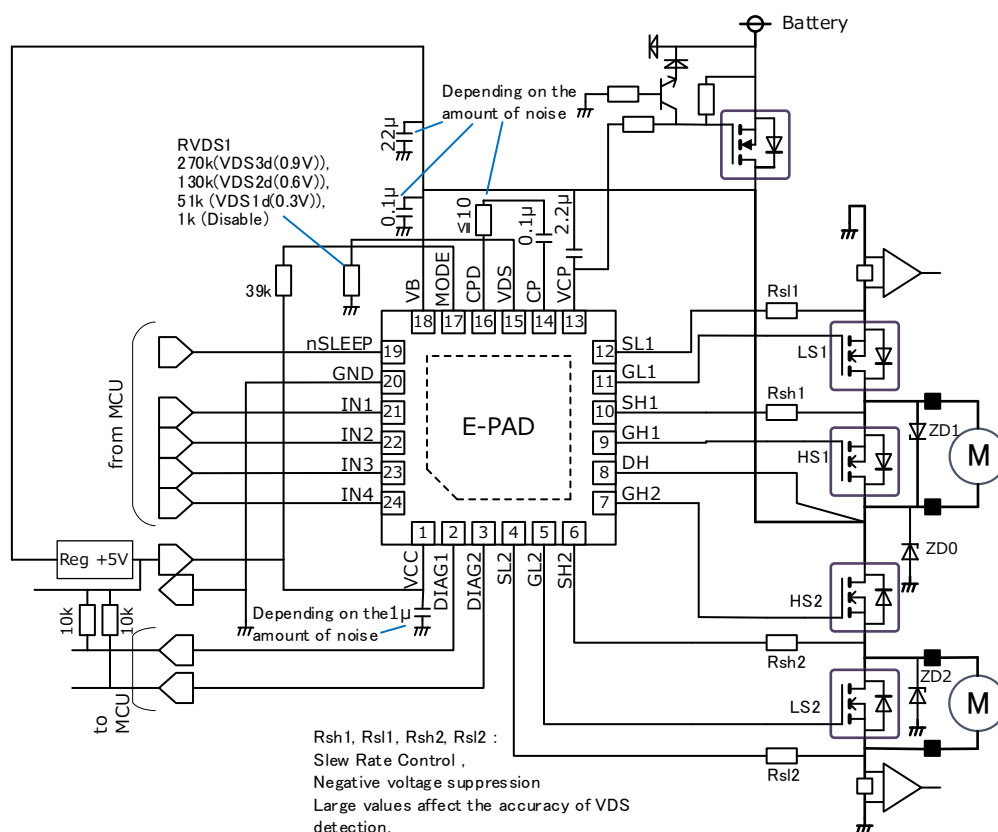 Battery
Depending on the
amount of noise
22μ
RVDS1
270k(VDS3d(0.9V)),
130k(VDS2d(0.6V)),
51k (VDS1d(0.3V)),
1k (Disable)
0.1μ
≦10
0.1μ
2.2μ
39k
VB
MODE
CPD
VDS
CP
VCP
18
17
16
15
14
13
from MCU
nSLEEP
19
GND
20
IN1
21
IN2
22
IN3
23
IN4
24
E-PAD
12
SL1
11
GL1
10
SH1
9
GH1
8
DH
7
GH2
Rsl1
LS1
Rsh1
HS1
ZD1
M
ZD0
1
2
3
4
5
6
VCC
DIAG1
DIAG2
SL2
GL2
SH2
Reg +5V
10k
10k
Depending on the
amount of noise
1μ
to
MCU
HS2
Rsh2
ZD2
LS2
M
Rsl2
Rsh1, Rsl1, Rsh2, Rsl2 :
Slew Rate Control ,
Negative voltage suppression
Large values affect the accuracy of VDS
detection.